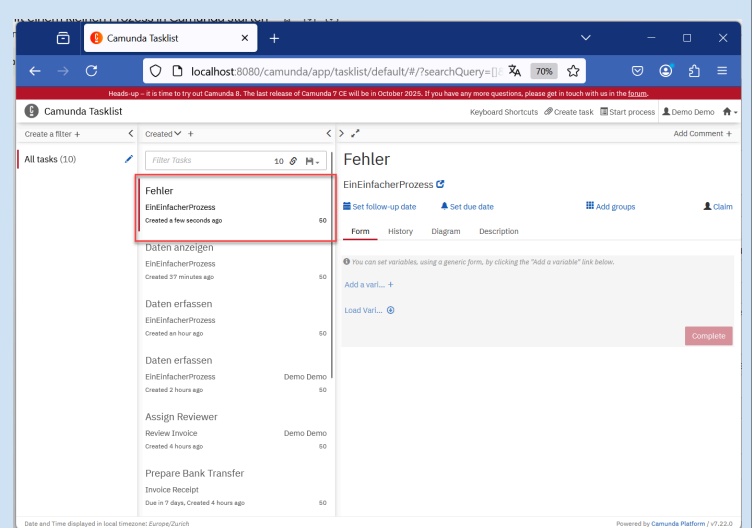 Camunda Tasklist
localhost:8080/camunda/app/tasklist/default/#/?searchQuery=[]
70%
Heads-up – it is time to try out Camunda 8. The last release of Camunda 7 CE will be in October 2025. If you have any more questions, please get in touch with us in the forum.
Camunda Tasklist
Keyboard Shortcuts Create task Start process Demo Demo
Create a filter +
Created +
Add Comment +
All tasks (10)
Filter Tasks 10
Fehler
EinEinfacherProzess
Created a few seconds ago 50
Daten anzeigen
EinEinfacherProzess
Created 37 minutes ago 50
Daten erfassen
EinEinfacherProzess
Created an hour ago 50
Daten erfassen
EinEinfacherProzess Demo Demo
Created 2 hours ago 50
Assign Reviewer
Review Invoice Demo Demo
Created 4 hours ago 50
Prepare Bank Transfer
Invoice Receipt
Due in 7 days, Created 4 hours ago 50
Fehler
EinEinfacherProzess
Set follow-up date Set due date Add groups Claim
Form History Diagram Description
You can set variables, using a generic form, by clicking the "Add a variable" link below.
Add a vari... +
Load Vari...
Complete
Date and Time displayed in local timezone: Europe/Zurich
Powered by Camunda Platform / v7.22.0